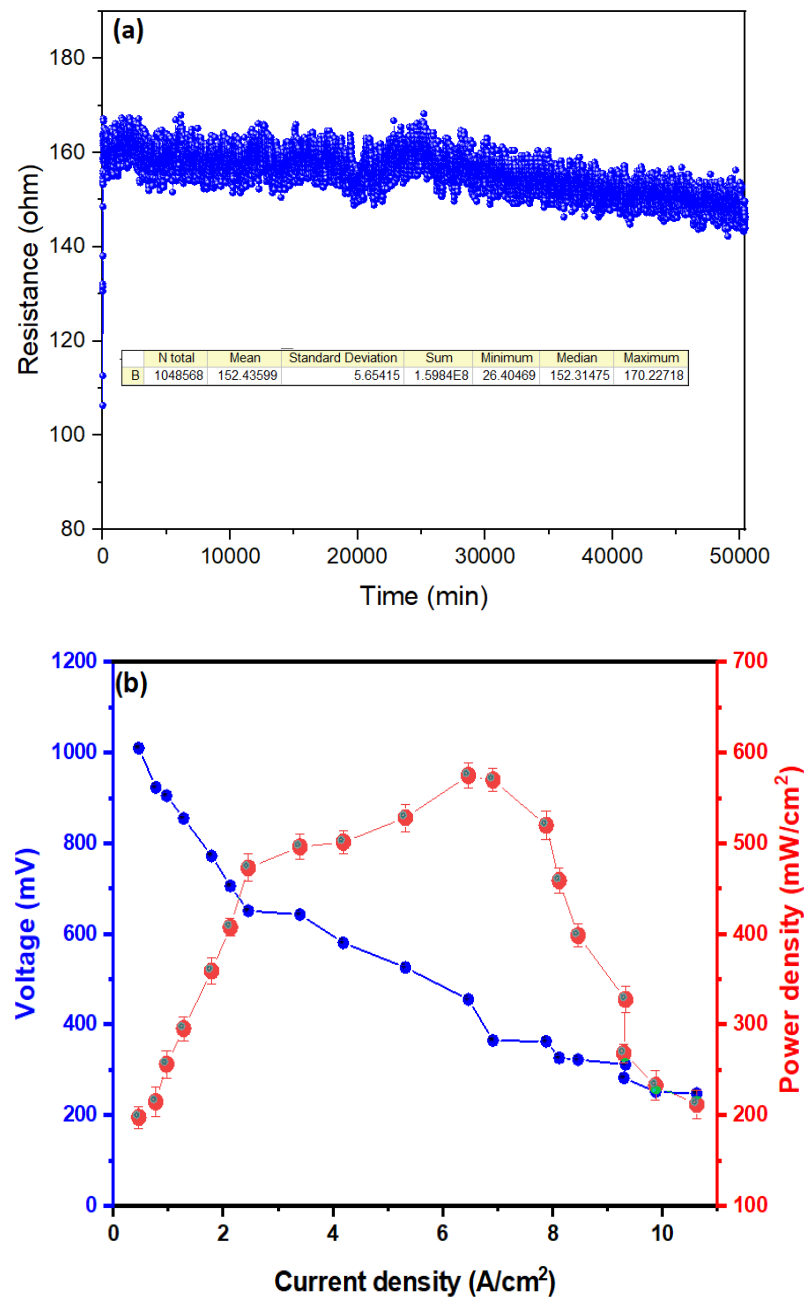 (a)
180
160
140
120
100
80
Resistance (ohm)
N total Mean Standard Deviation Sum Minimum Median Maximum
B 1048568 152.43599 5.65415 1.5984E8 26.40469 152.31475 170.22718
0 10000 20000 30000 40000 50000
Time (min)
(b)
1200
1000
800
600
400
200
0
Voltage (mV)
700
600
500
400
300
200
100
Power density (mW/cm²)
0 2 4 6 8 10
Current density (A/cm²)